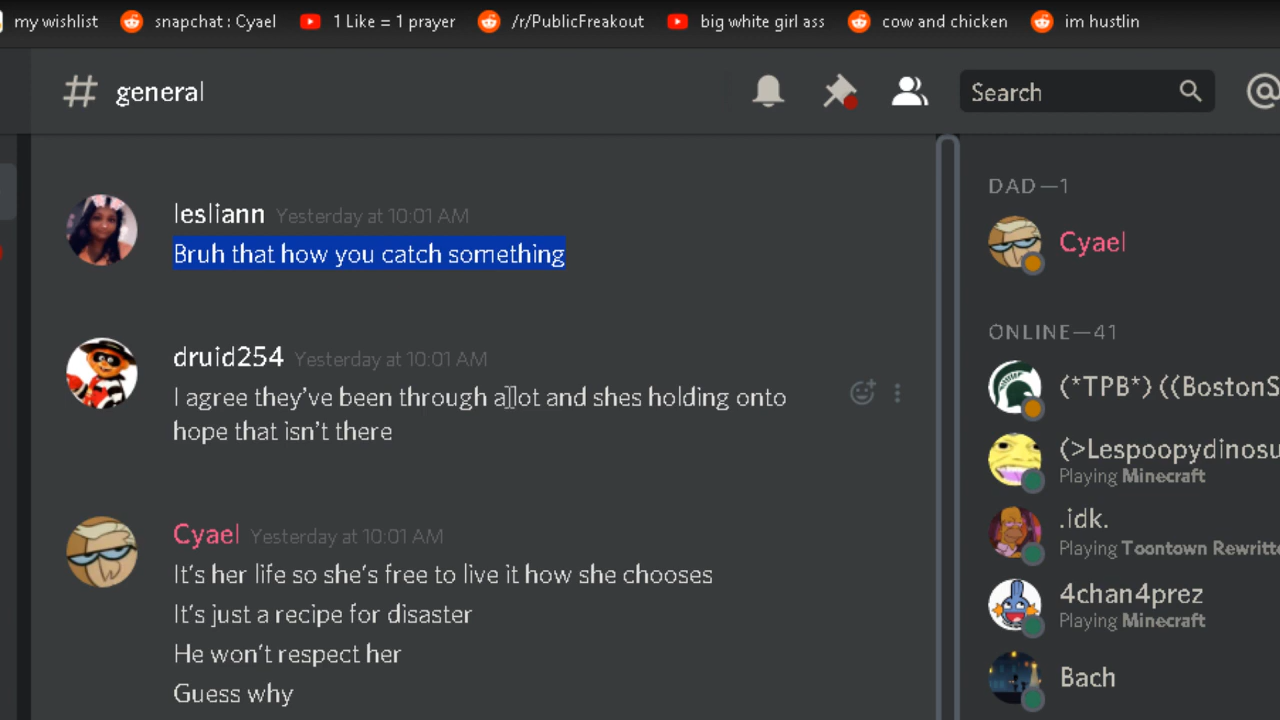 my wishlist snapchat : Cyael 1 Like = 1 prayer /r/PublicFreakout big white girl ass cow and chicken im hustlin
# general
Search
lesliann Yesterday at 10:01 AM
Bruh that how you catch something
druid254 Yesterday at 10:01 AM
I agree they've been through allot and shes holding onto
hope that isn't there
Cyael Yesterday at 10:01 AM
It's her life so she's free to live it how she chooses
It's just a recipe for disaster
He won't respect her
Guess why
DAD—1
Cyael
ONLINE—41
(*TPB*) ((BostonS
(>Lespoopydinosu
Playing Minecraft
.idk.
Playing Toontown Rewritte
4chan4prez
Playing Minecraft
Bach